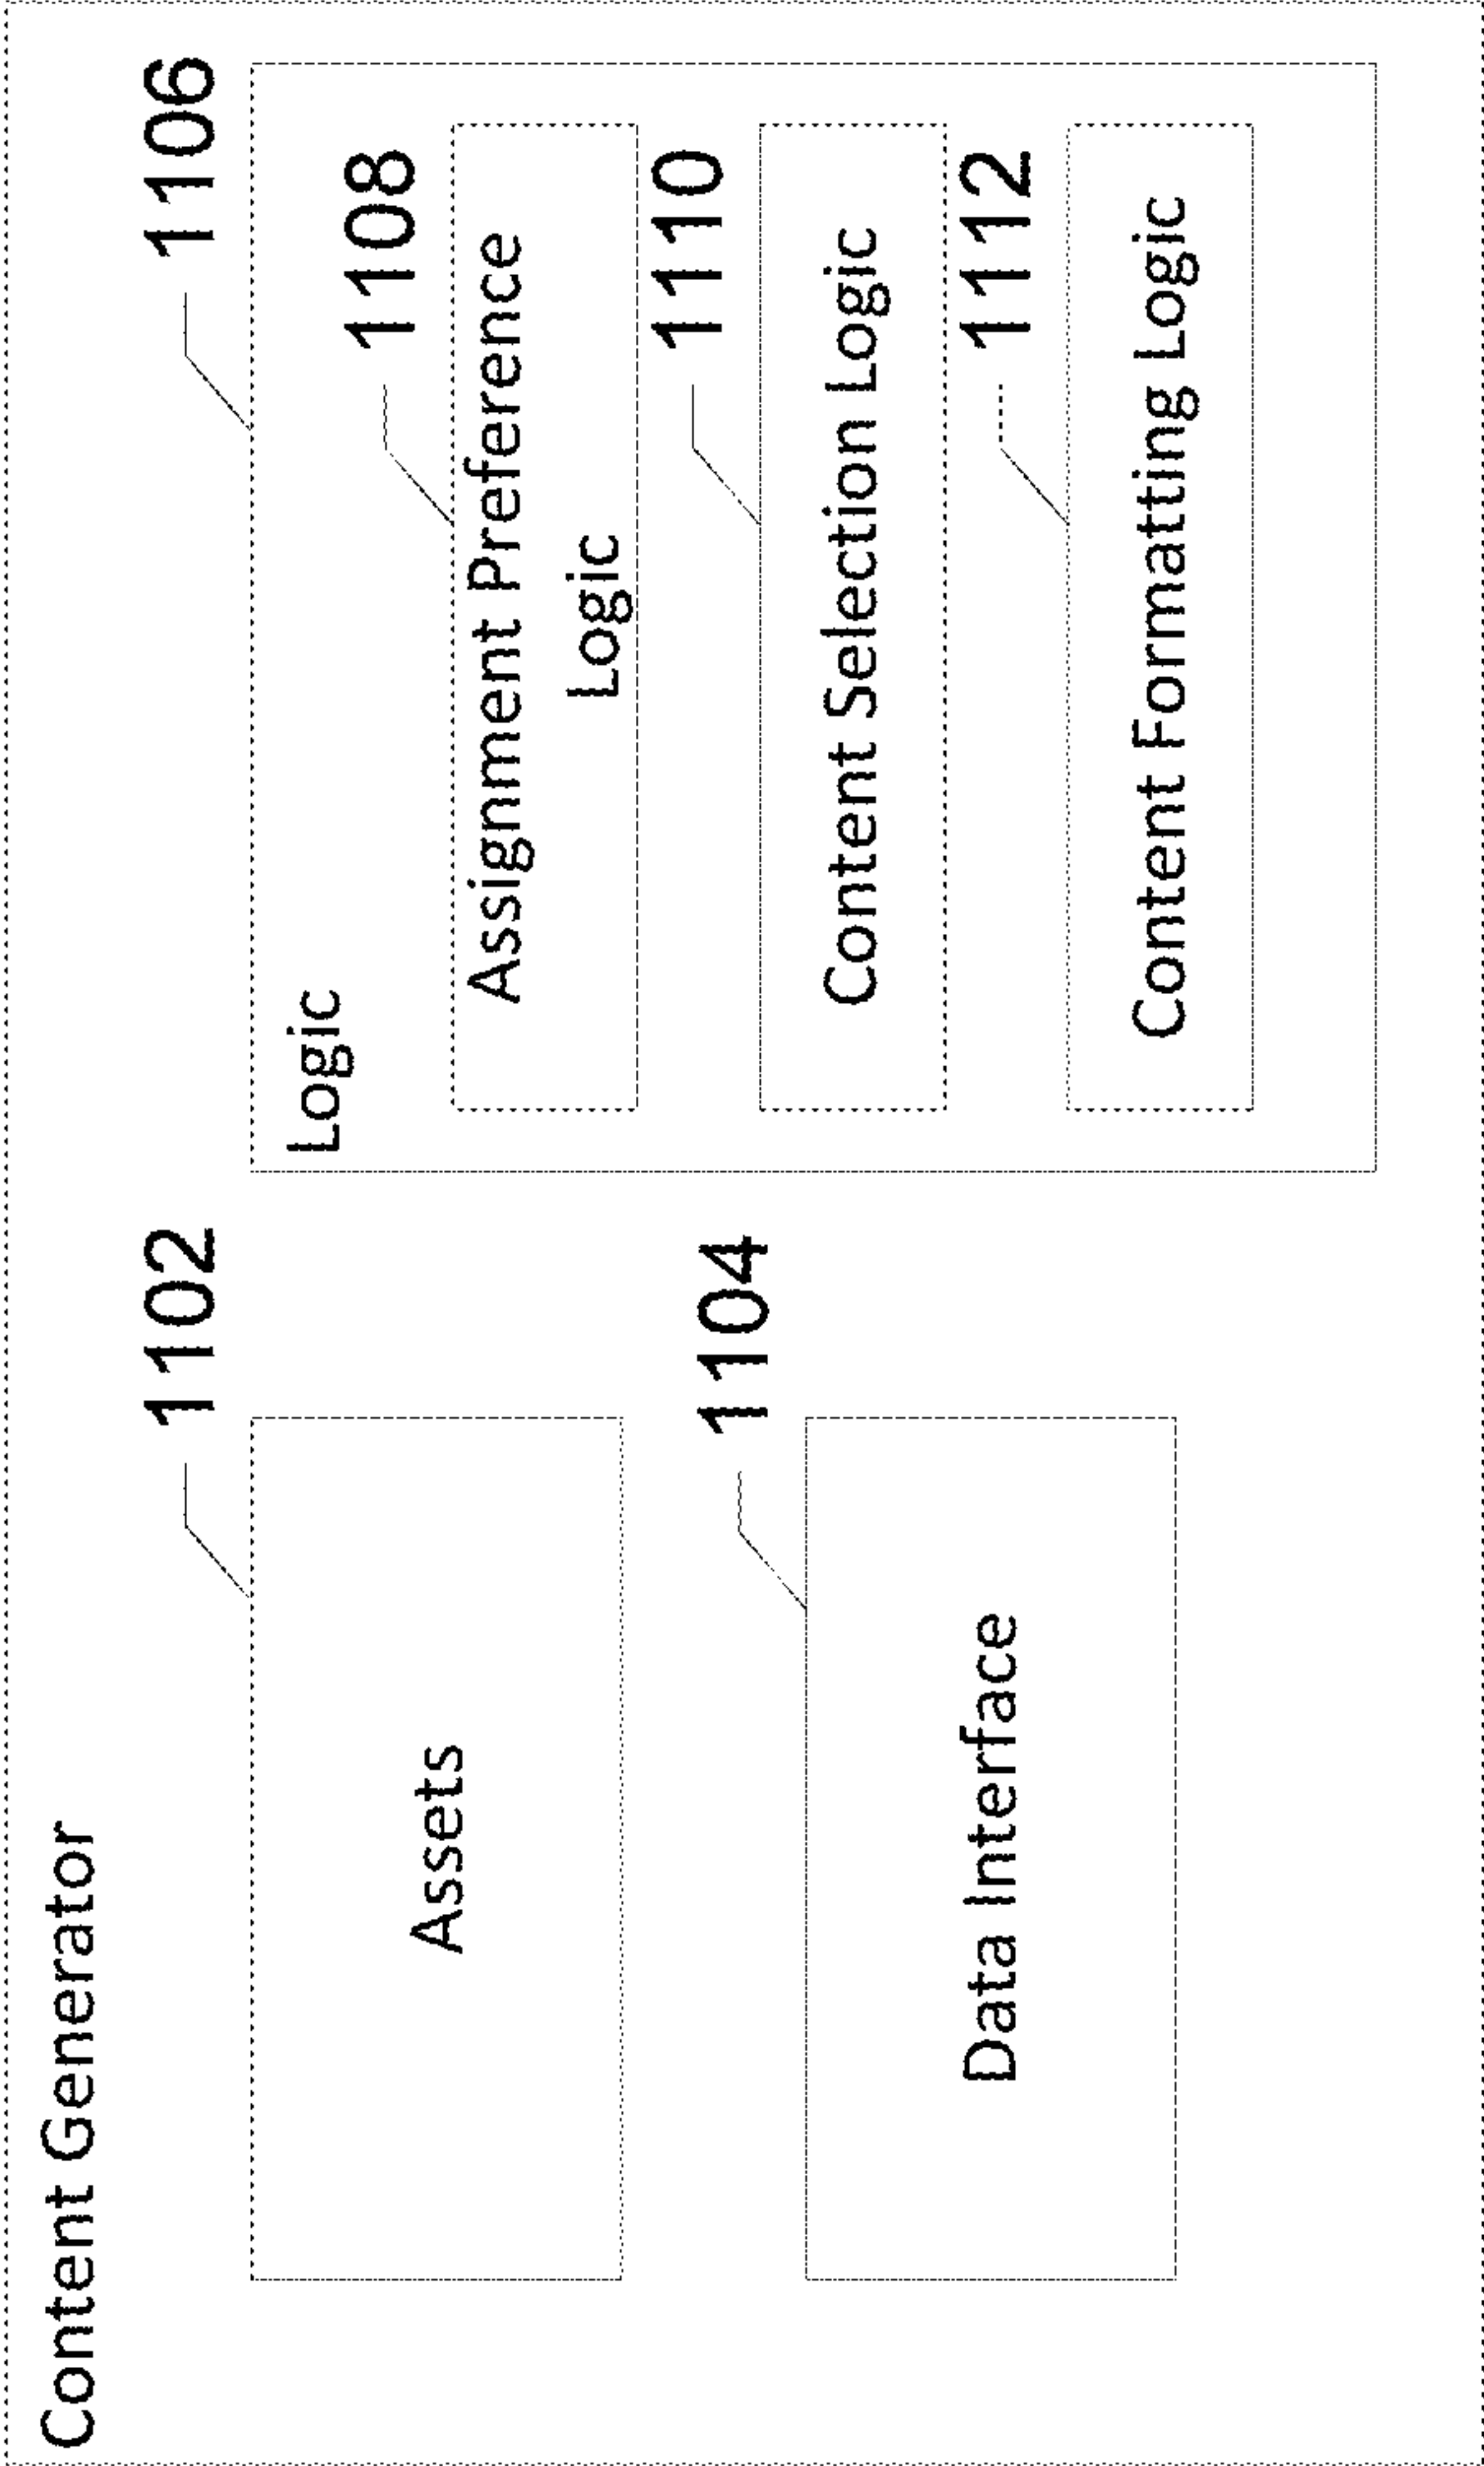 Content Generator
1102
Assets
1104
Data Interface
1106
Logic
1108
Assignment Preference
Logic
1110
Content Selection Logic
1112
Content Formatting Logic